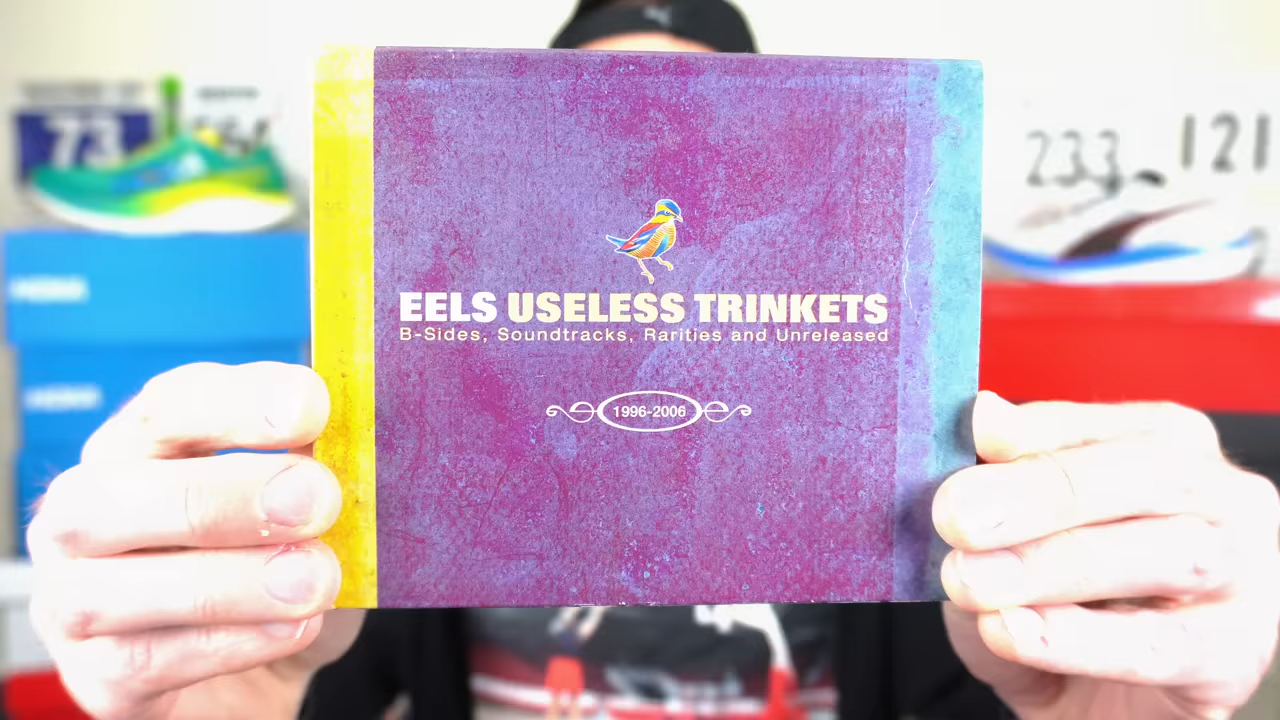 73
233
121
EELS USELESS TRINKETS
B-Sides, Soundtracks, Rarities and Unreleased
1996-2006